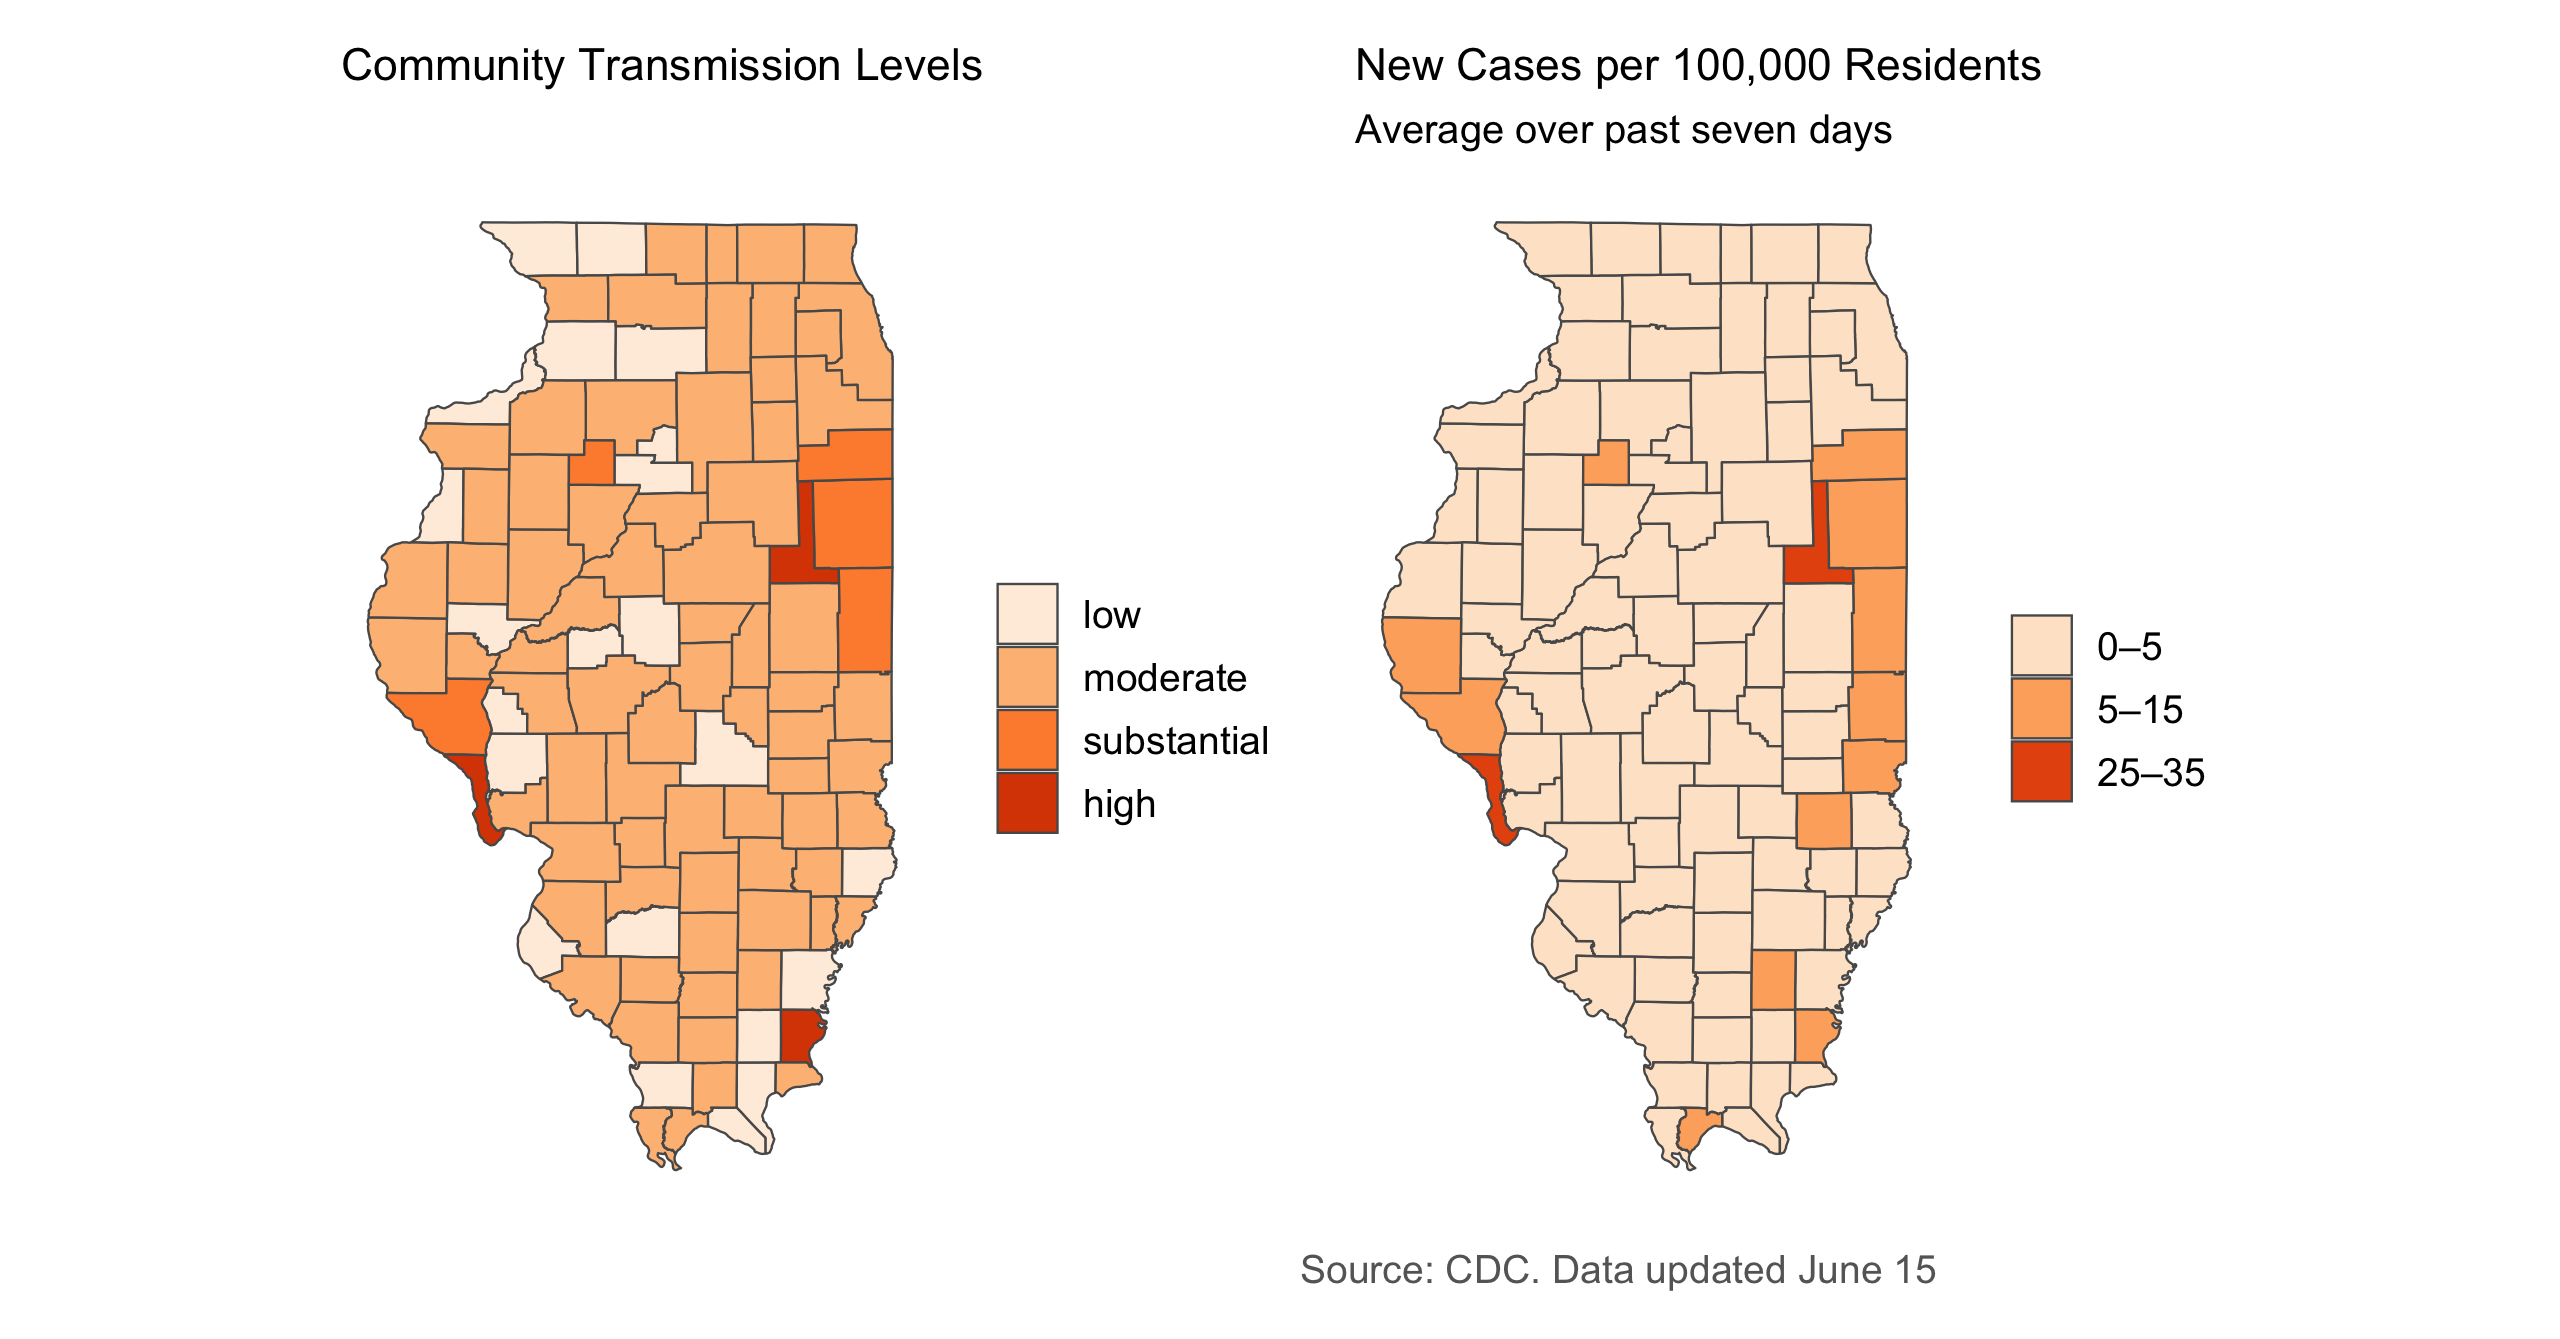 Community Transmission Levels
low
moderate
substantial
high
New Cases per 100,000 Residents
Average over past seven days
0–5
5–15
25–35
Source: CDC. Data updated June 15